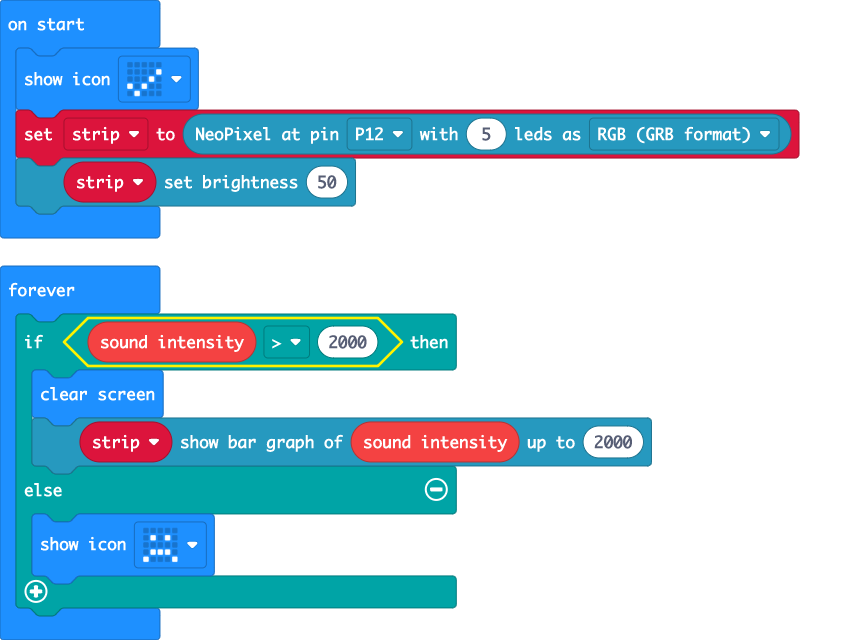 on start
show icon
set strip to NeoPixel at pin P12 with 5 leds as RGB (GRB format)
strip set brightness 50
forever
if sound intensity > 2000 then
clear screen
strip show bar graph of sound intensity up to 2000
else
show icon